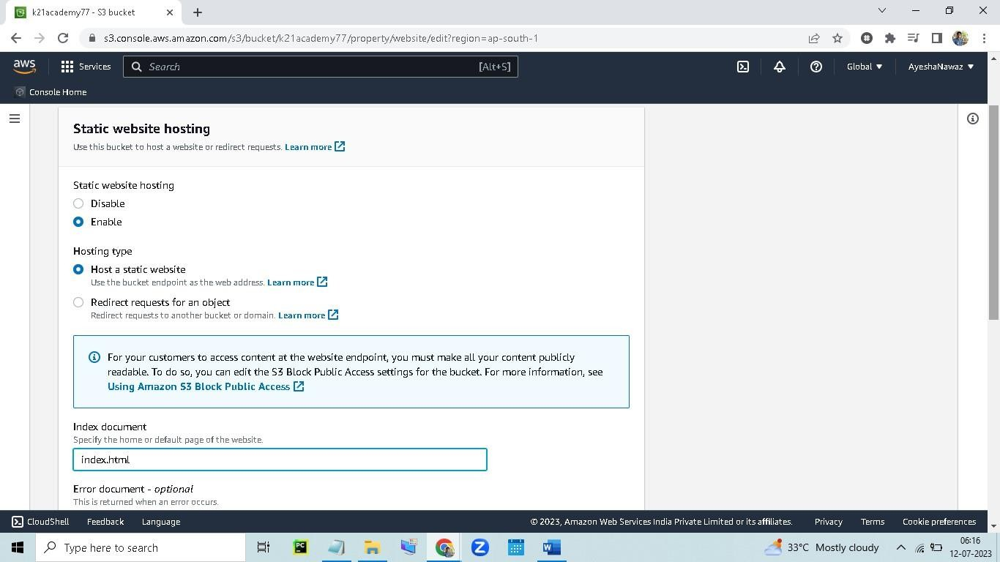 k21academy77 - S3 bucket
s3.console.aws.amazon.com/s3/bucket/k21academy77/property/website/edit?region=ap-south-1
aws
Services
Search
[Alt+S]
Global
AyeshaNawaz
Console Home
Static website hosting
Use this bucket to host a website or redirect requests. Learn more
Static website hosting
Disable
Enable
Hosting type
Host a static website
Use the bucket endpoint as the web address. Learn more
Redirect requests for an object
Redirect requests to another bucket or domain. Learn more
For your customers to access content at the website endpoint, you must make all your content publicly
readable. To do so, you can edit the S3 Block Public Access settings for the bucket. For more information, see
Using Amazon S3 Block Public Access
Index document
Specify the home or default page of the website.
index.html
Error document - optional
This is returned when an error occurs.
CloudShell
Feedback
Language
© 2023, Amazon Web Services India Private Limited or its affiliates.
Privacy
Terms
Cookie preferences
Type here to search
PC
Z
W
33°C Mostly cloudy
06:16
12-07-2023